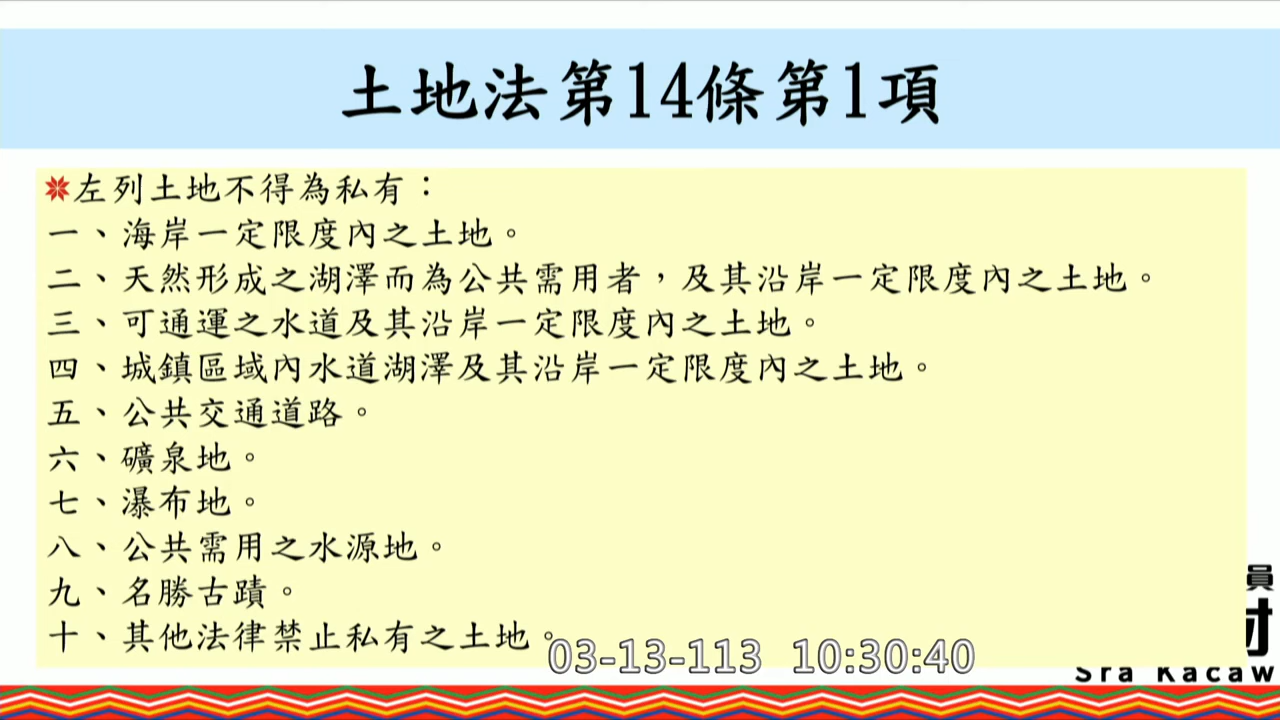 土地法第14條第1項
左列土地不得為私有：
一、海岸一定限度內之土地。
二、天然形成之湖澤而為公共需用者，及其沿岸一定限度內之土地。
三、可通運之水道及其沿岸一定限度內之土地。
四、城鎮區域內水道湖澤及其沿岸一定限度內之土地。
五、公共交通道路。
六、礦泉地。
七、瀑布地。
八、公共需用之水源地。
九、名勝古蹟。
十、其他法律禁止私有之土地。
03-13-113 10:30:40
員
Sra Kacaw